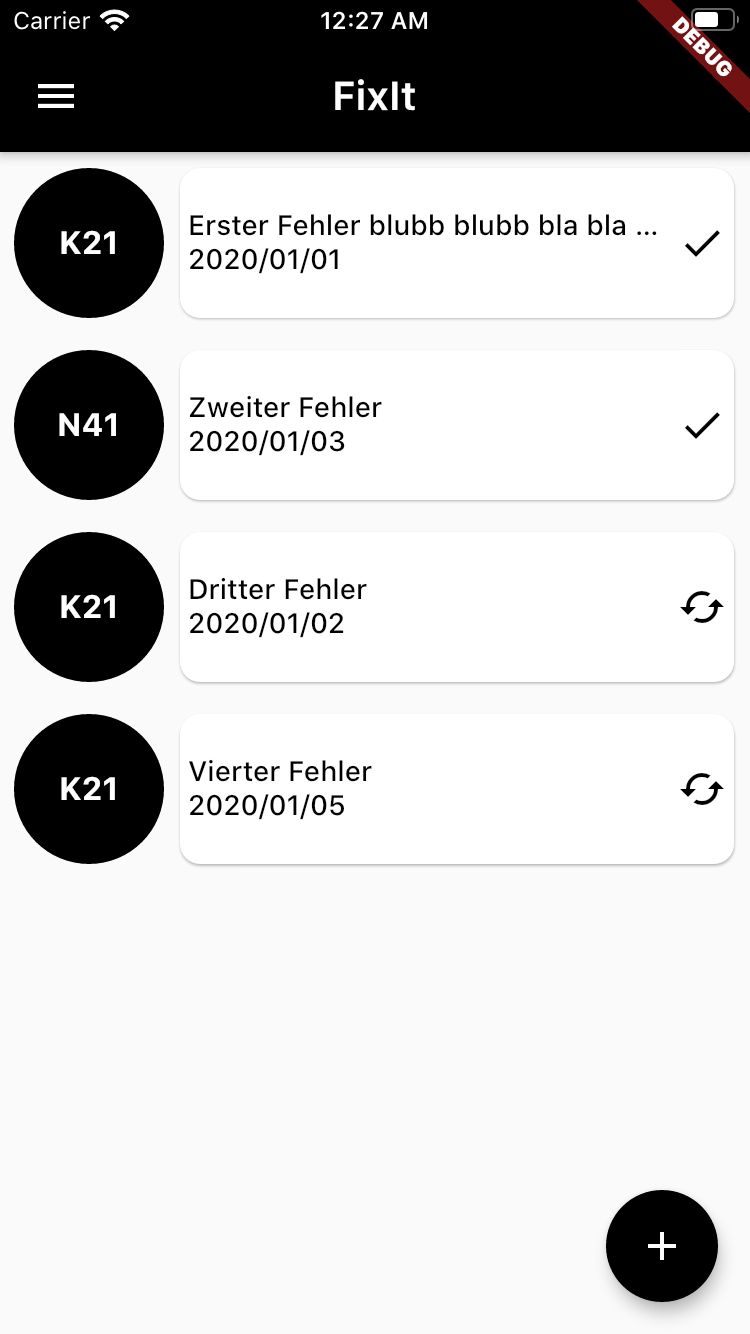 Carrier 12:27 AM
DEBUG
FixIt
K21
Erster Fehler blubb blubb bla bla ...
2020/01/01
N41
Zweiter Fehler
2020/01/03
K21
Dritter Fehler
2020/01/02
K21
Vierter Fehler
2020/01/05